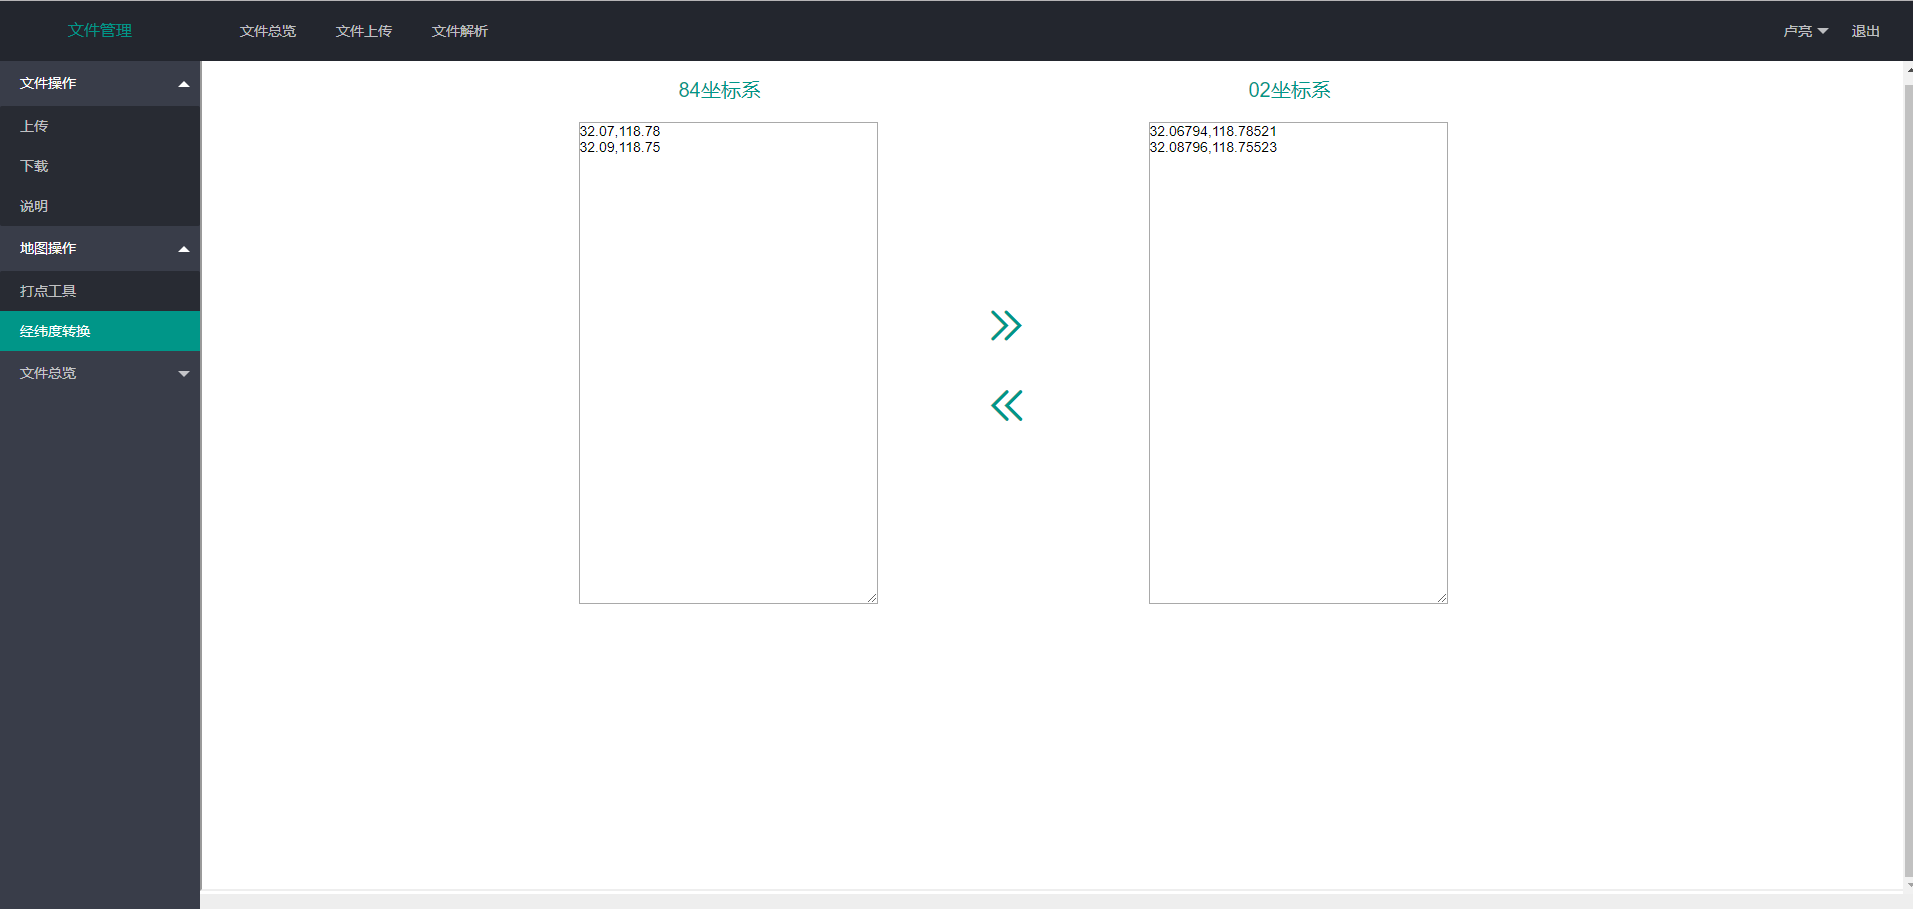 文件管理
文件总览
文件上传
文件解析
卢亮
退出
文件操作
上传
下载
说明
地图操作
打点工具
经纬度转换
文件总览
84坐标系
32.07,118.78
32.09,118.75
02坐标系
32.06794,118.78521
32.08796,118.75523